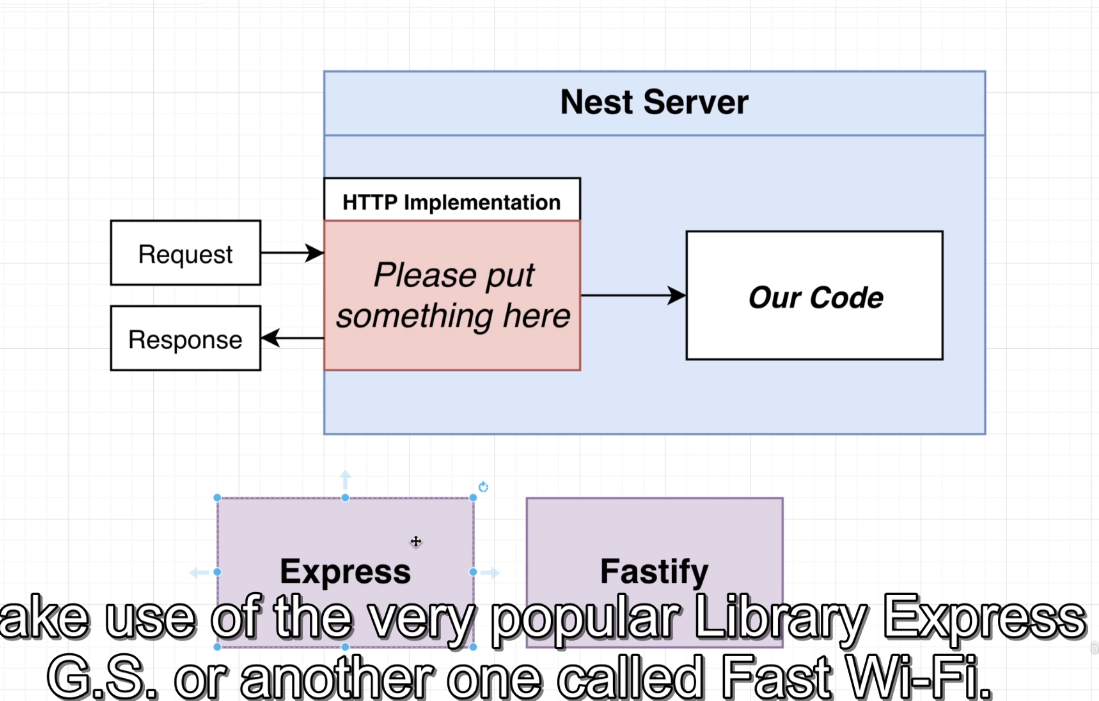 Nest Server
HTTP Implementation
Request
Please put
something here
Our Code
Response
Express
Fastify
ake use of the very popular Library Express
G.S. or another one called Fast Wi-Fi.